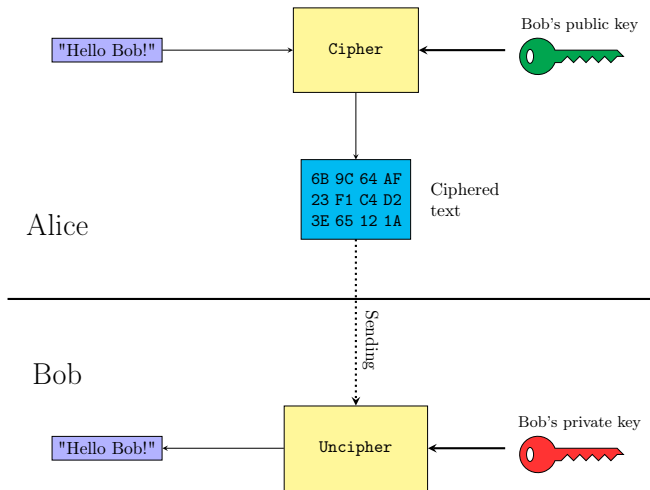 Bob's public key
"Hello Bob!"
Cipher
6B 9C 64 AF
23 F1 C4 D2
3E 65 12 1A
Ciphered
text
Alice
Sending
Bob
Bob's private key
"Hello Bob!"
Uncipher